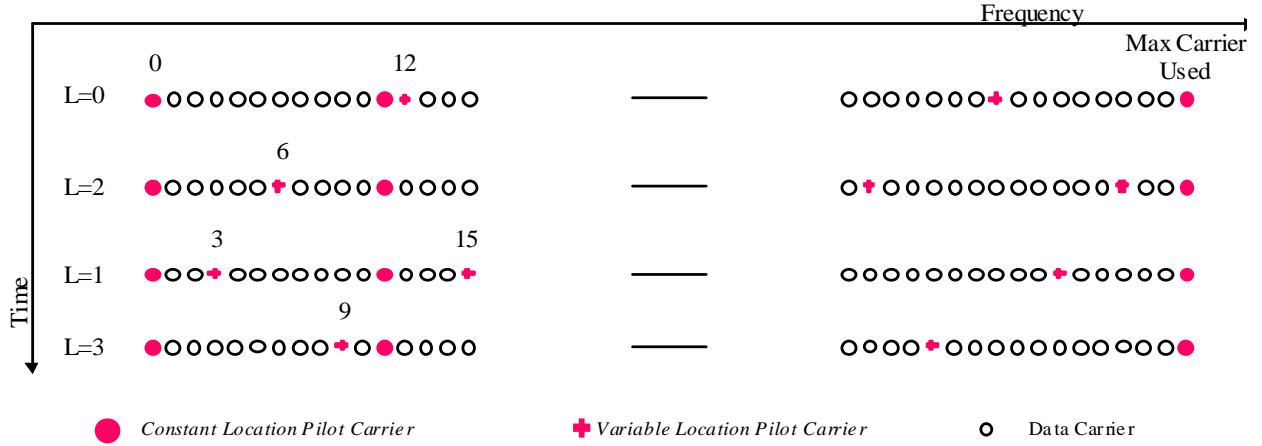 Frequency
Max Carrier
Used
0 12
L=0
6
L=2
3 15
L=1
9
L=3
Time
Constant Location Pilot Carrier
Variable Location Pilot Carrier
Data Carrier